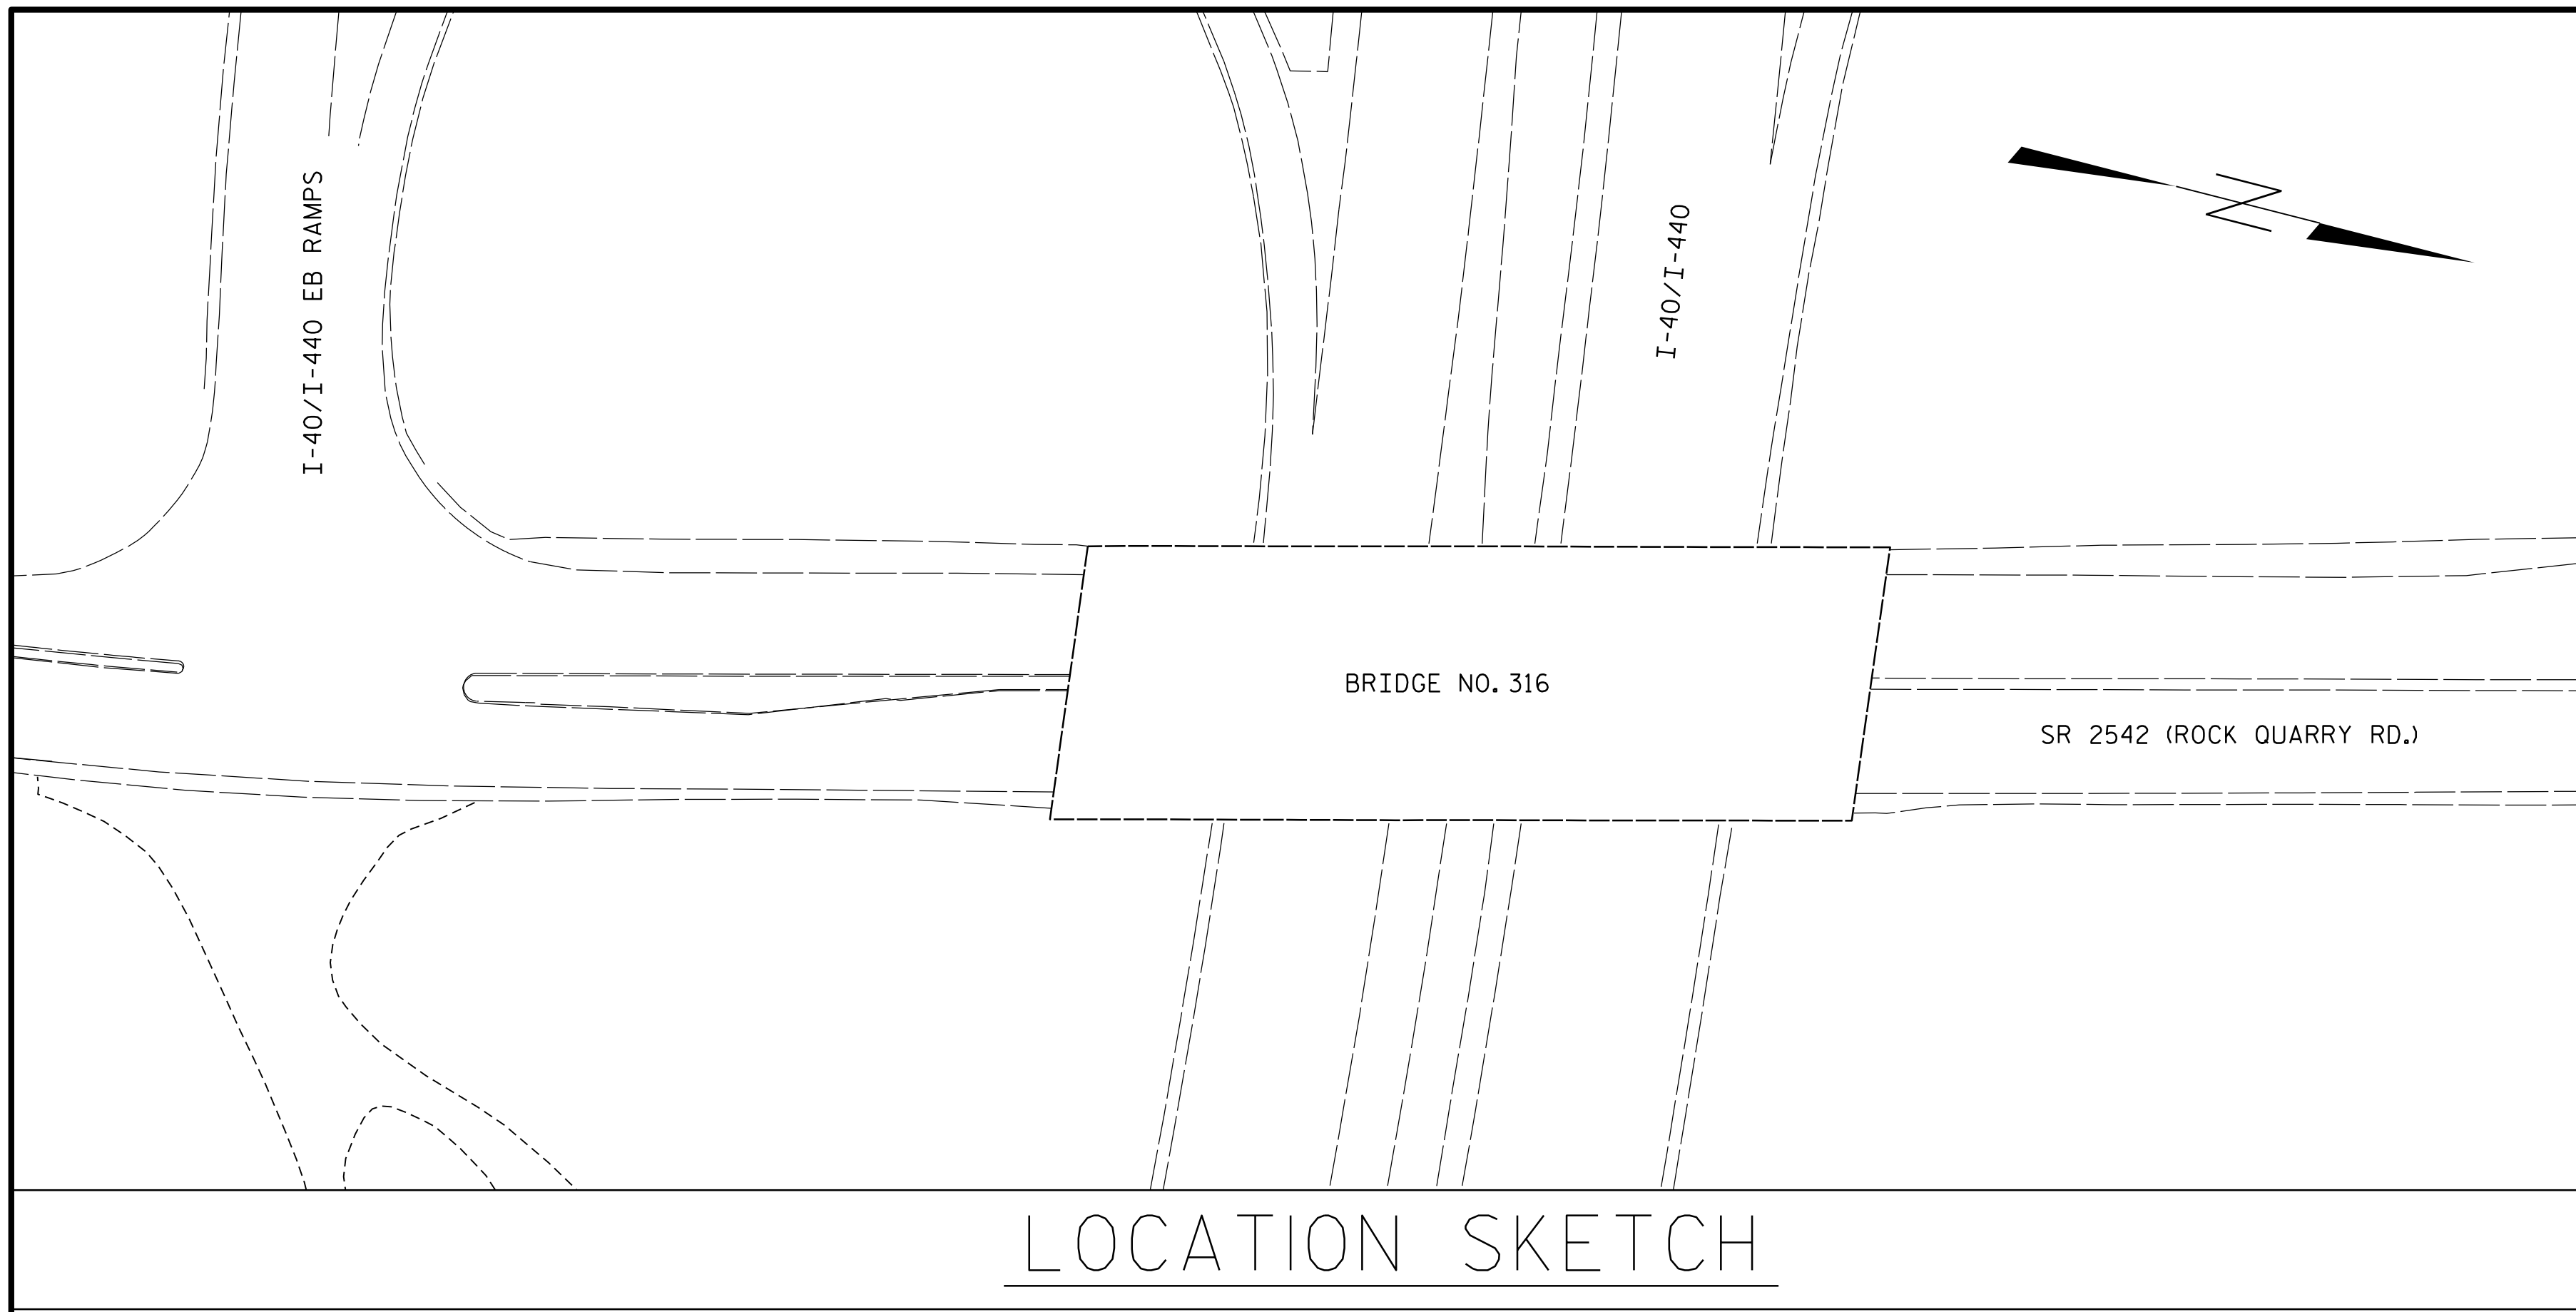 I-40/I-440 EB RAMPS
I-40/I-440
N
BRIDGE NO. 316
SR 2542 (ROCK QUARRY RD.)
LOCATION SKETCH